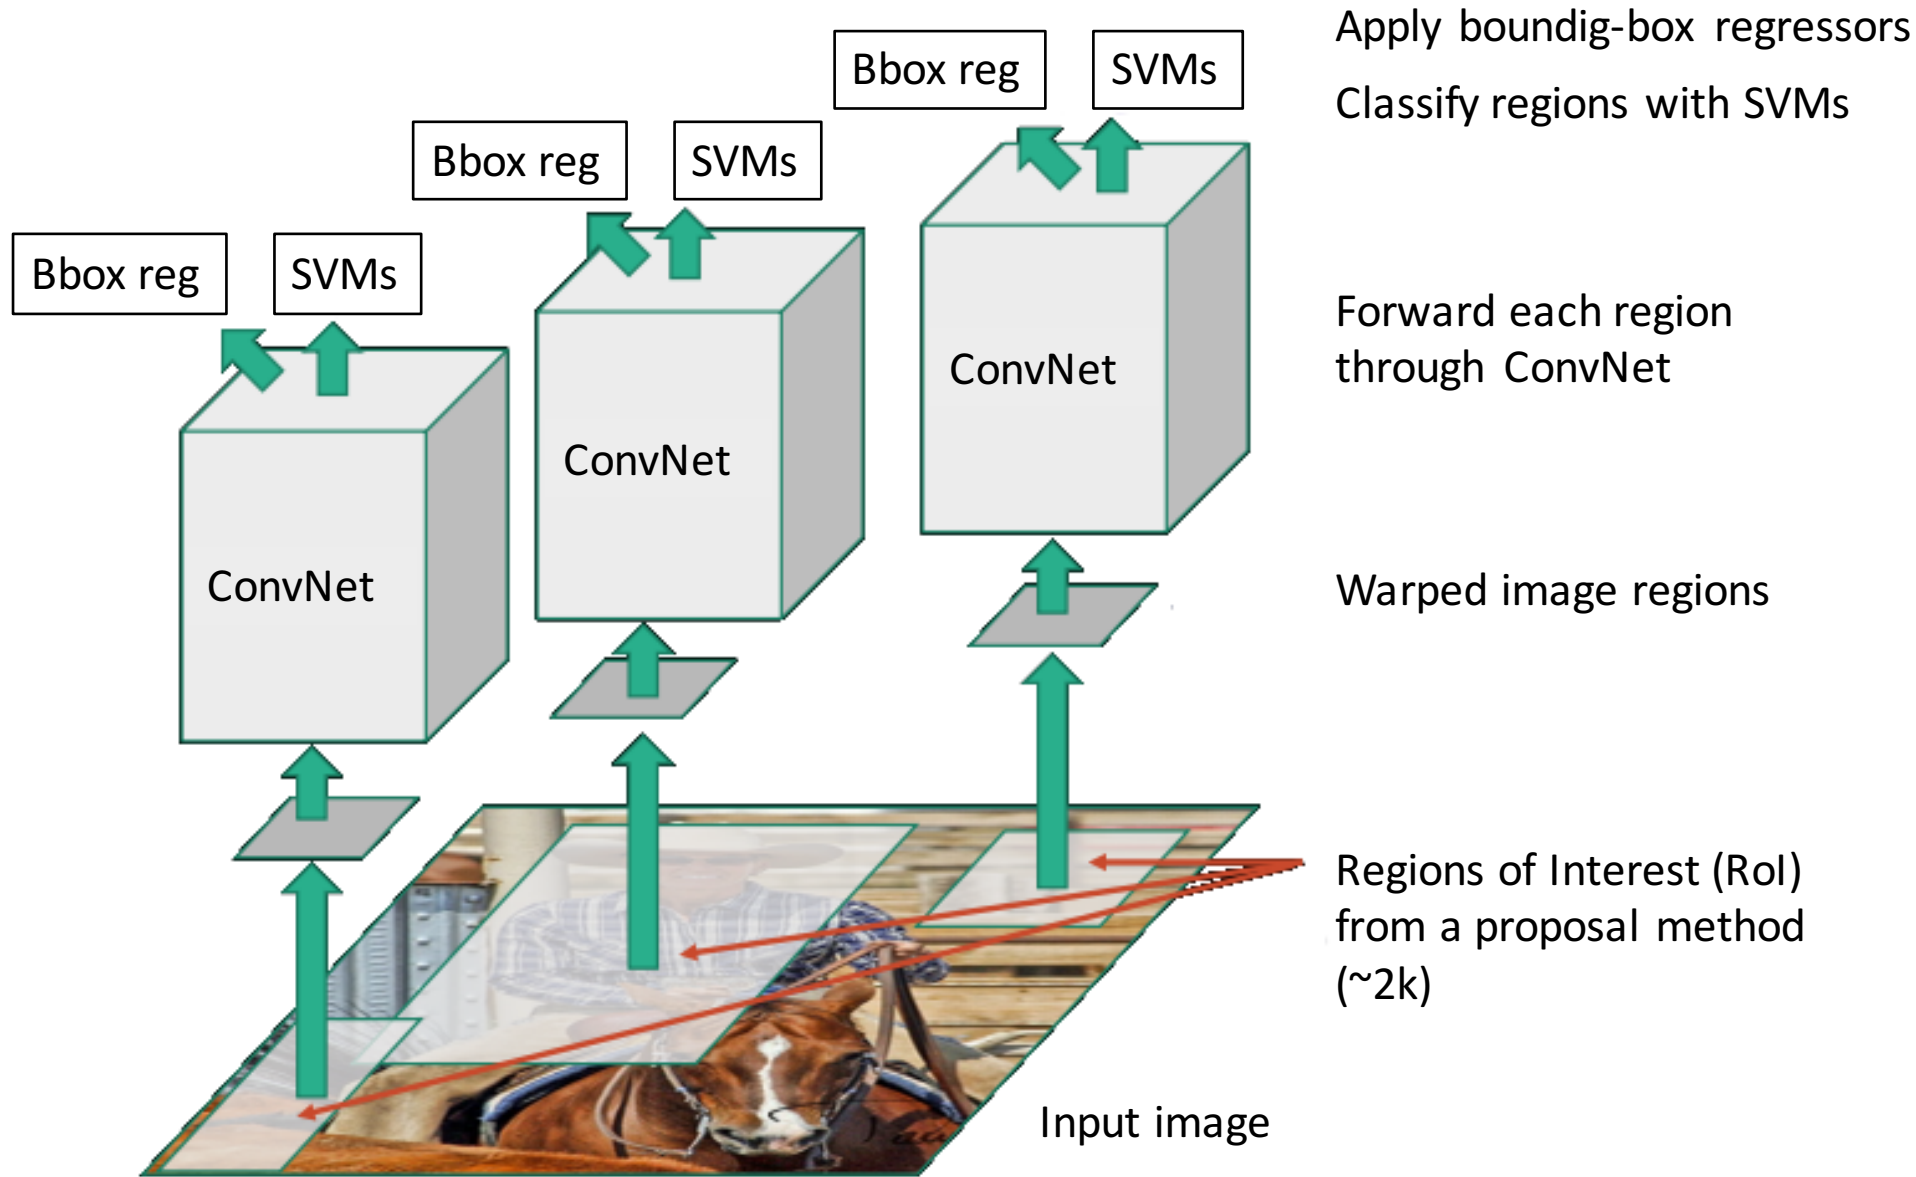 Apply boundig-box regressors
Classify regions with SVMs
Bbox reg
SVMs
Bbox reg
SVMs
Bbox reg
SVMs
Forward each region
through ConvNet
ConvNet
ConvNet
ConvNet
Warped image regions
Regions of Interest (RoI)
from a proposal method
(~2k)
Input image